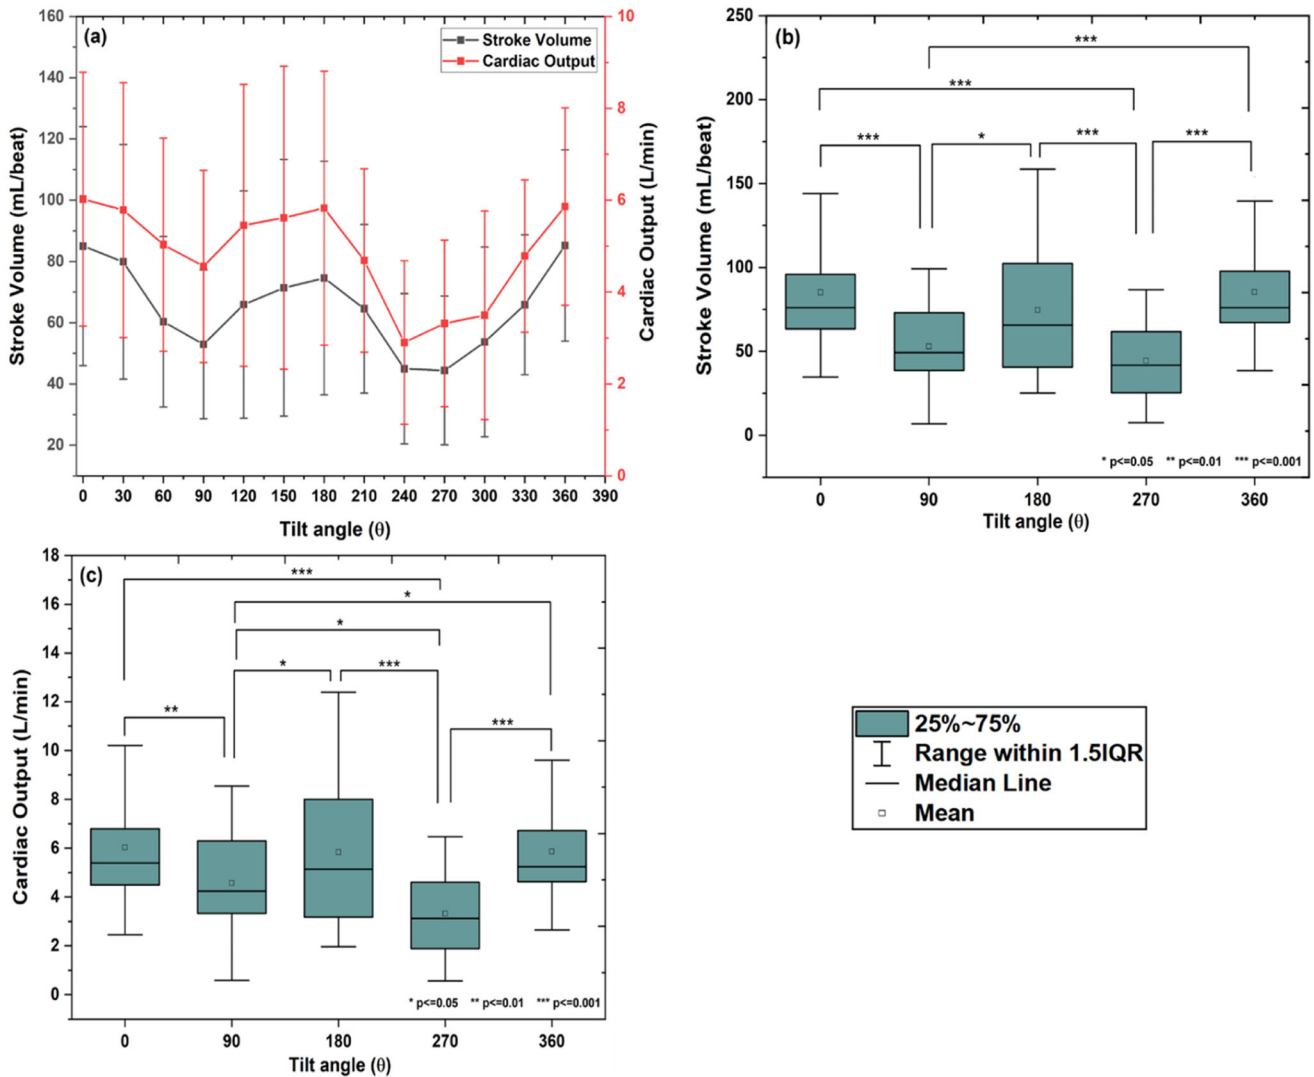 (a)
Stroke Volume
Cardiac Output
160
140
120
100
80
60
40
20
Stroke Volume (mL/beat)
10
8
6
4
2
0
Cardiac Output (L/min)
0 30 60 90 120 150 180 210 240 270 300 330 360 390
Tilt angle (θ)
(b)
250
200
150
100
50
0
Stroke Volume (mL/beat)
***
***
*** * *** ***
* p<=0.05 ** p<=0.01 *** p<=0.001
0 90 180 270 360
Tilt angle (θ)
(c)
18
16
14
12
10
8
6
4
2
0
Cardiac Output (L/min)
***
*
*
* ***
** ***
* p<=0.05 ** p<=0.01 *** p<=0.001
0 90 180 270 360
Tilt angle (θ)
25%~75%
Range within 1.5IQR
Median Line
Mean